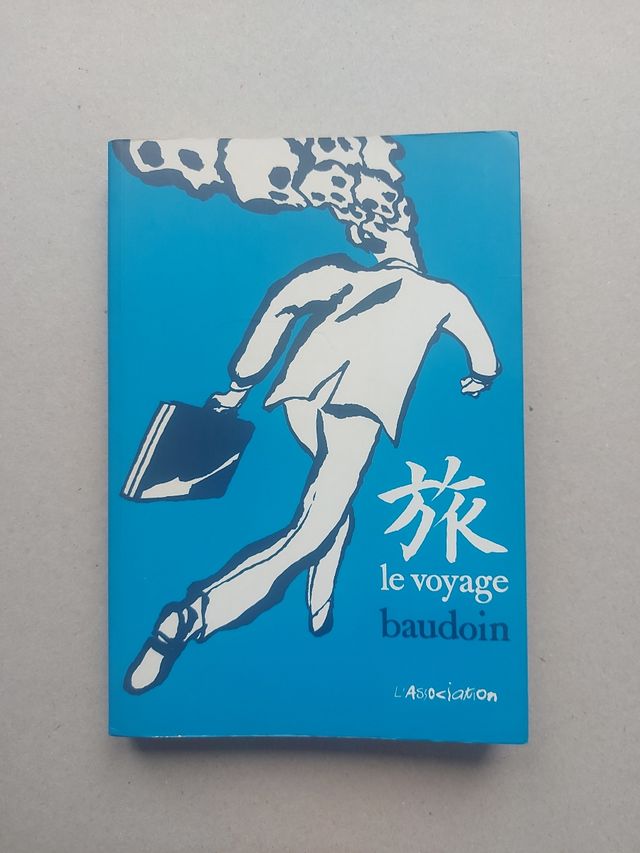 旅
le voyage
baudoin
L'Association